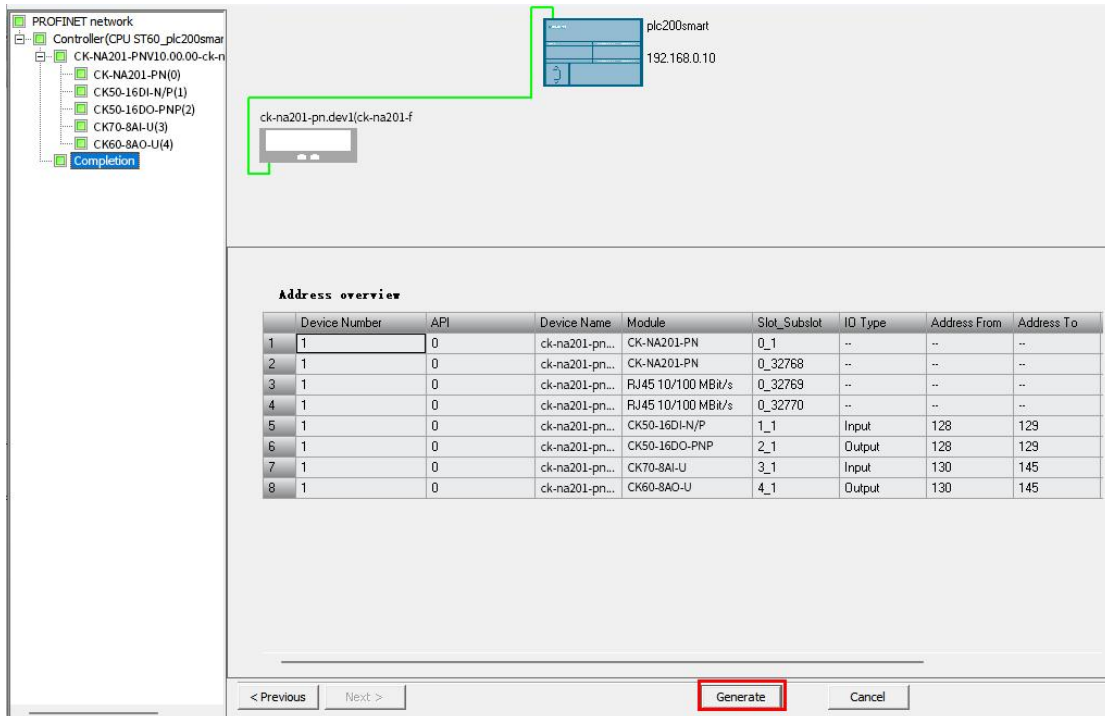 PROFINET network
Controller(CPU ST60_plc200smar
CK-NA201-PNV10.00.00-ck-n
CK-NA201-PN(0)
CK50-16DI-N/P(1)
CK50-16DO-PNP(2)
CK70-8AI-U(3)
CK60-8AO-U(4)
Completion
plc200smart
192.168.0.10
ck-na201-pn.dev1(ck-na201-f
Address overview
Device Number API Device Name Module Slot_Subslot IO Type Address From Address To
1 1 0 ck-na201-pn... CK-NA201-PN 0_1 -- -- --
2 1 0 ck-na201-pn... CK-NA201-PN 0_32768 -- -- --
3 1 0 ck-na201-pn... RJ45 10/100 MBit/s 0_32769 -- -- --
4 1 0 ck-na201-pn... RJ45 10/100 MBit/s 0_32770 -- -- --
5 1 0 ck-na201-pn... CK50-16DI-N/P 1_1 Input 128 129
6 1 0 ck-na201-pn... CK50-16DO-PNP 2_1 Output 128 129
7 1 0 ck-na201-pn... CK70-8AI-U 3_1 Input 130 145
8 1 0 ck-na201-pn... CK60-8AO-U 4_1 Output 130 145
< Previous Next > Generate Cancel